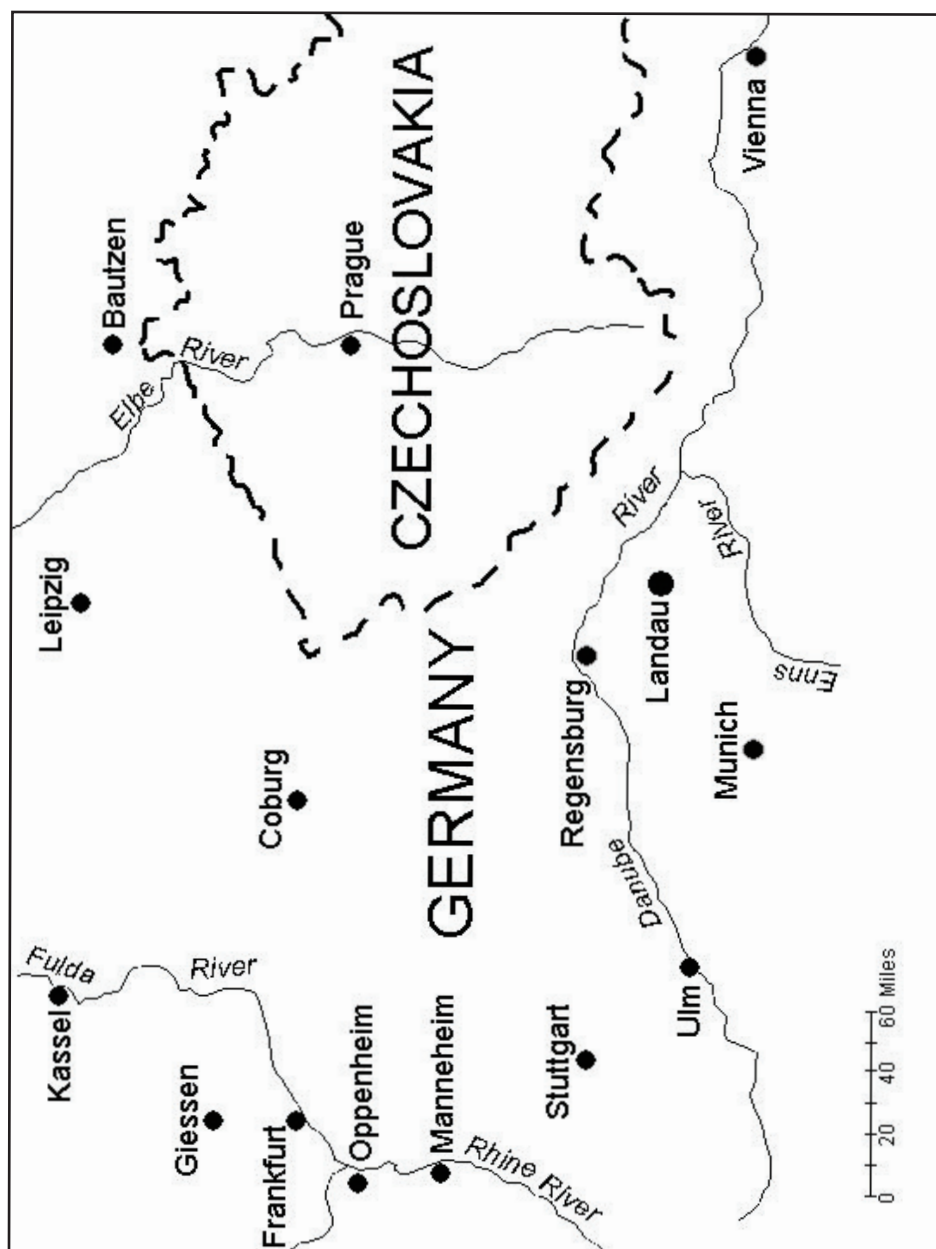 Kassel
Fulda
River
Giessen
Frankfurt
Oppenheim
Manneheim
Rhine River
Stuttgart
Ulm
Danube
River
Coburg
GERMANY
Regensburg
Landau
Munich
Enns
River
Leipzig
Elbe
River
Bautzen
Prague
CZECHOSLOVAKIA
Vienna
0 20 40 60 Miles